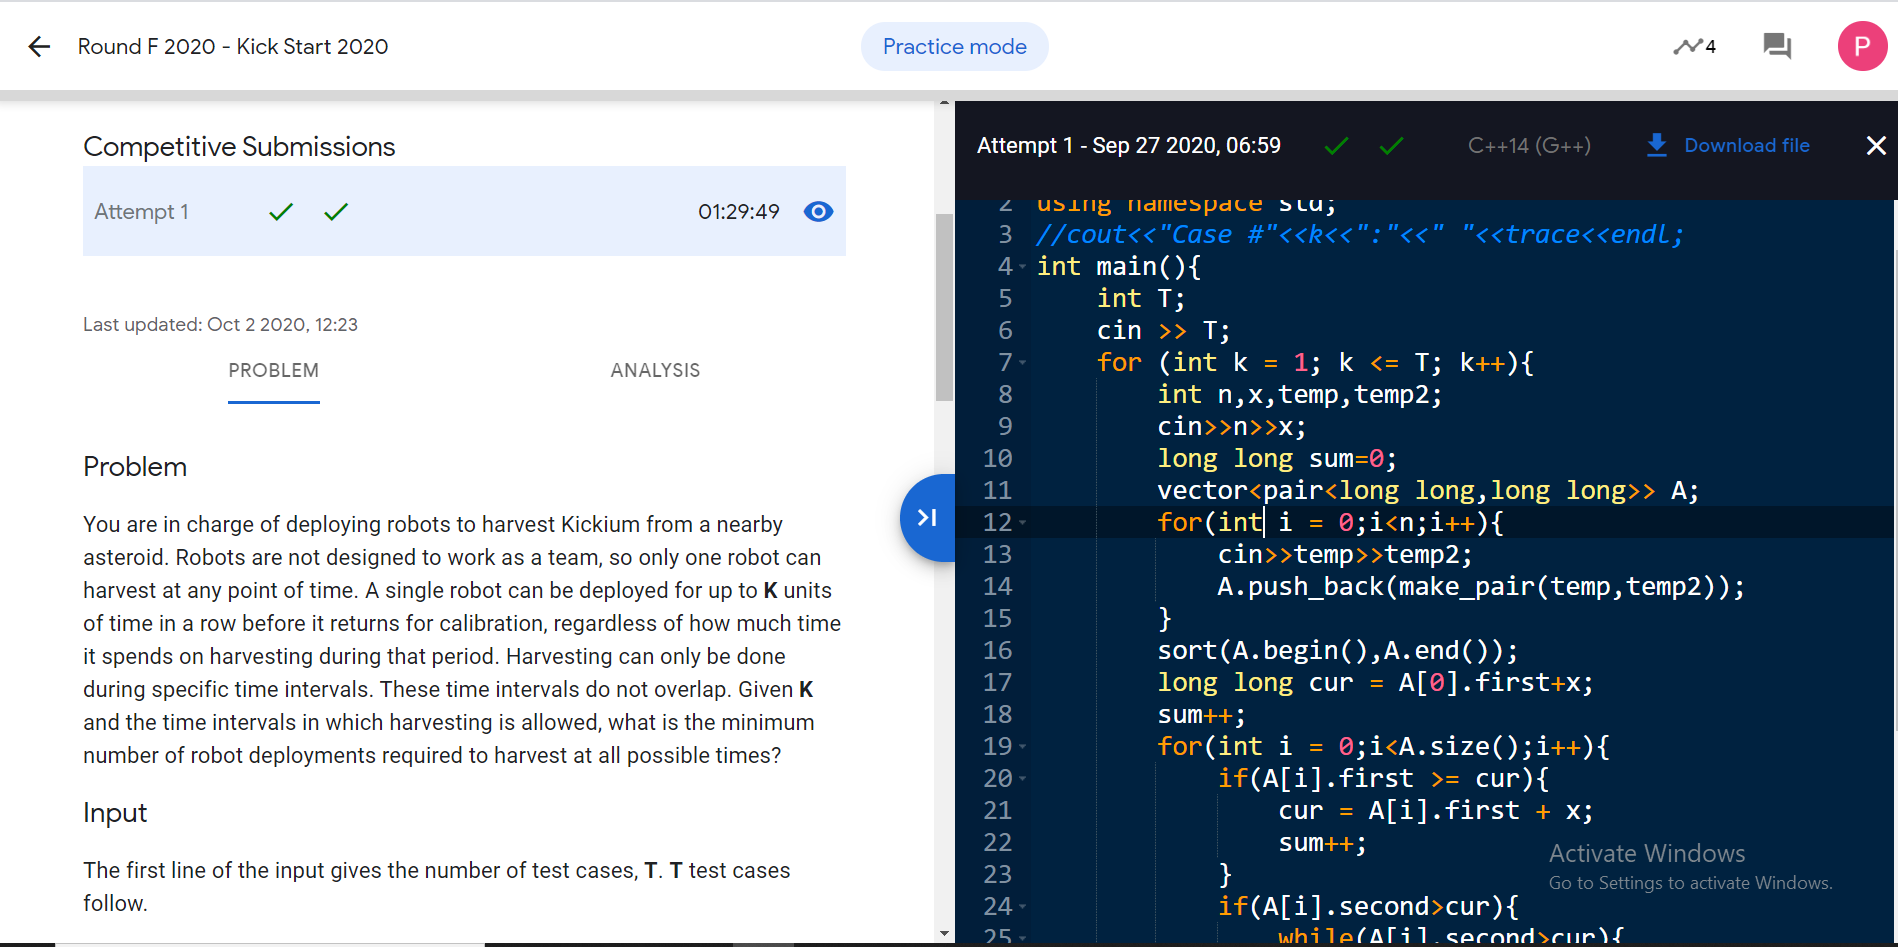 Round F 2020 - Kick Start 2020
Practice mode
4
P
Competitive Submissions
Attempt 1
01:29:49
Last updated: Oct 2 2020, 12:23
PROBLEM
ANALYSIS
Problem
You are in charge of deploying robots to harvest Kickium from a nearby
asteroid. Robots are not designed to work as a team, so only one robot can
harvest at any point of time. A single robot can be deployed for up to K units
of time in a row before it returns for calibration, regardless of how much time
it spends on harvesting during that period. Harvesting can only be done
during specific time intervals. These time intervals do not overlap. Given K
and the time intervals in which harvesting is allowed, what is the minimum
number of robot deployments required to harvest at all possible times?
Input
The first line of the input gives the number of test cases, T. T test cases
follow.
Attempt 1 - Sep 27 2020, 06:59
C++14 (G++)
Download file
2 using namespace std;
3 //cout<<"Case #"<<k<<":"<<" "<<trace<<endl;
4 int main(){
5 int T;
6 cin >> T;
7 for (int k = 1; k <= T; k++){
8 int n,x,temp,temp2;
9 cin>>n>>x;
10 long long sum=0;
11 vector<pair<long long,long long>> A;
12 for(int i = 0;i<n;i++){
13 cin>>temp>>temp2;
14 A.push_back(make_pair(temp,temp2));
15 }
16 sort(A.begin(),A.end());
17 long long cur = A[0].first+x;
18 sum++;
19 for(int i = 0;i<A.size();i++){
20 if(A[i].first >= cur){
21 cur = A[i].first + x;
22 sum++;
23 }
24 if(A[i].second>cur){
25 while(A[i].second>cur){
Activate Windows
Go to Settings to activate Windows.